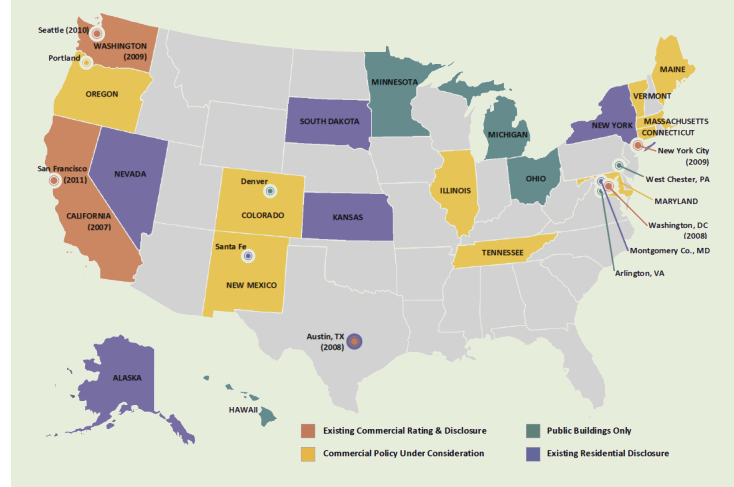 Seattle (2010)
WASHINGTON
(2009)
Portland
OREGON
MINNESOTA
MAINE
VERMONT
SOUTH DAKOTA
MICHIGAN
NEW YORK
MASSACHUSETTS
CONNECTICUT
San Francisco
(2011)
NEVADA
New York City
(2009)
Denver
COLORADO
ILLINOIS
OHIO
West Chester, PA
CALIFORNIA
(2007)
KANSAS
MARYLAND
Washington, DC
(2008)
Santa Fe
NEW MEXICO
TENNESSEE
Montgomery Co., MD
Arlington, VA
Austin, TX
(2008)
ALASKA
HAWAII
Existing Commercial Rating & Disclosure
Public Buildings Only
Commercial Policy Under Consideration
Existing Residential Disclosure